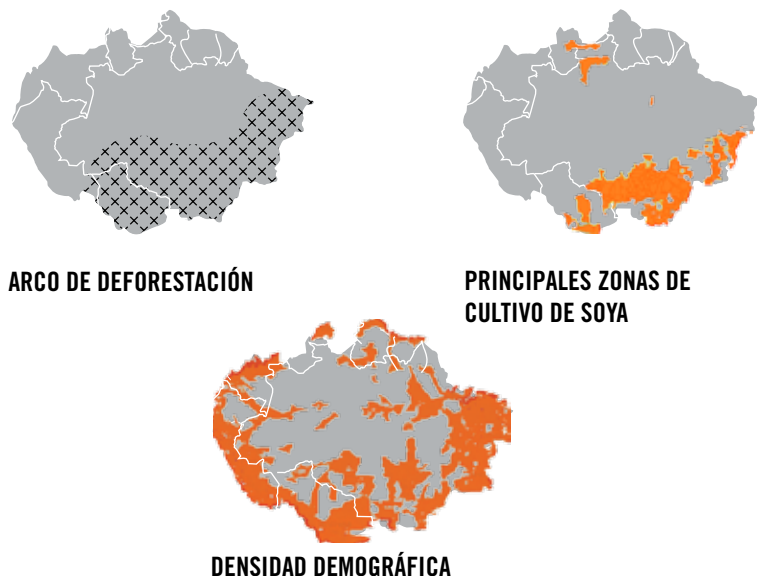 ARCO DE DEFORESTACIÓN
PRINCIPALES ZONAS DE
CULTIVO DE SOYA
DENSIDAD DEMOGRÁFICA